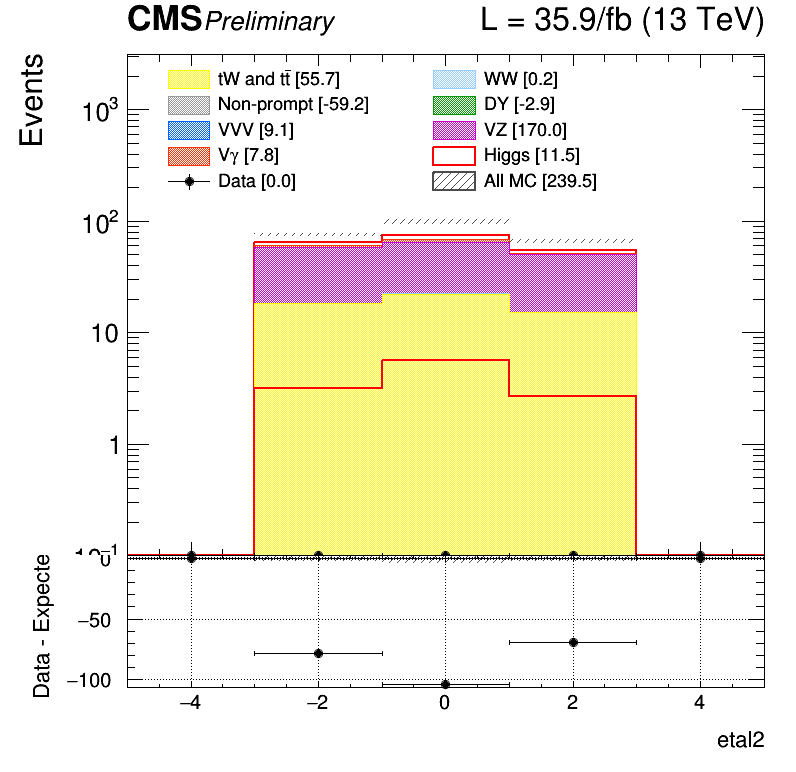 CMS Preliminary L = 35.9/fb (13 TeV)
Events
tW and tt̄ [55.7] WW [0.2]
Non-prompt [-59.2] DY [-2.9]
VVV [9.1] VZ [170.0]
Vγ [7.8] Higgs [11.5]
Data [0.0] All MC [239.5]
10³
10²
10
1
0
Data - Expecte
−50
−100
−4 −2 0 2 4
etal2